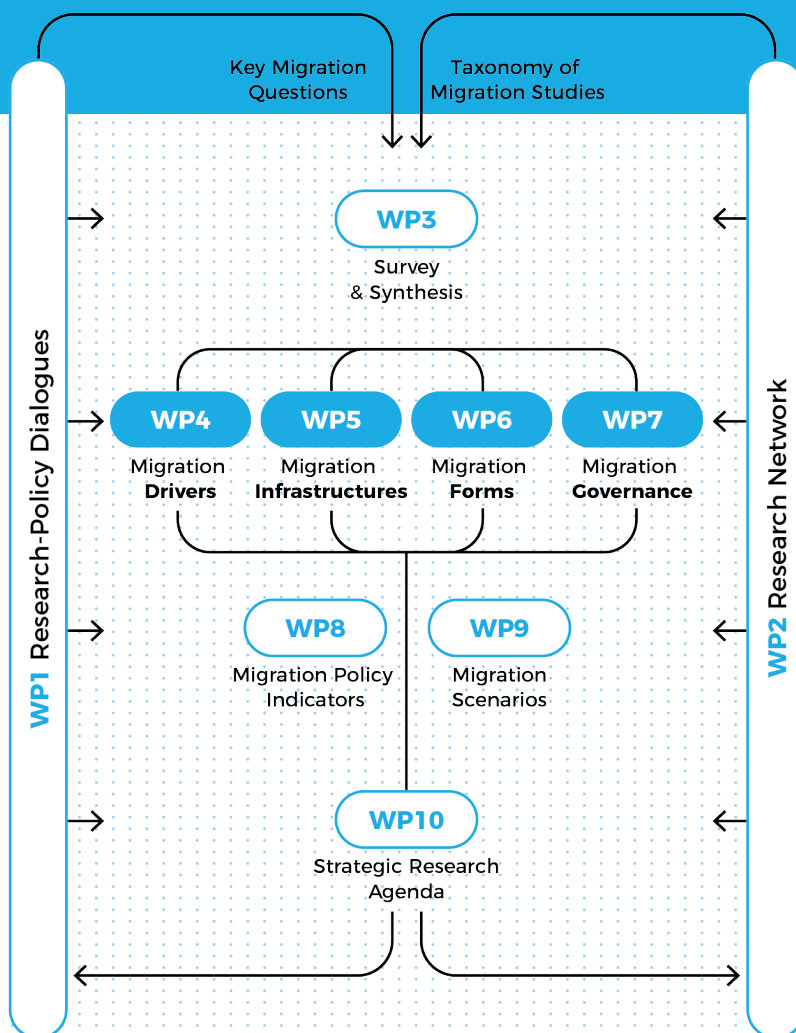 Key Migration
Questions
Taxonomy of
Migration Studies
WP3
Survey
& Synthesis
WP1 Research-Policy Dialogues
WP2 Research Network
WP4
Migration
Drivers
WP5
Migration
Infrastructures
WP6
Migration
Forms
WP7
Migration
Governance
WP8
Migration Policy
Indicators
WP9
Migration
Scenarios
WP10
Strategic Research
Agenda